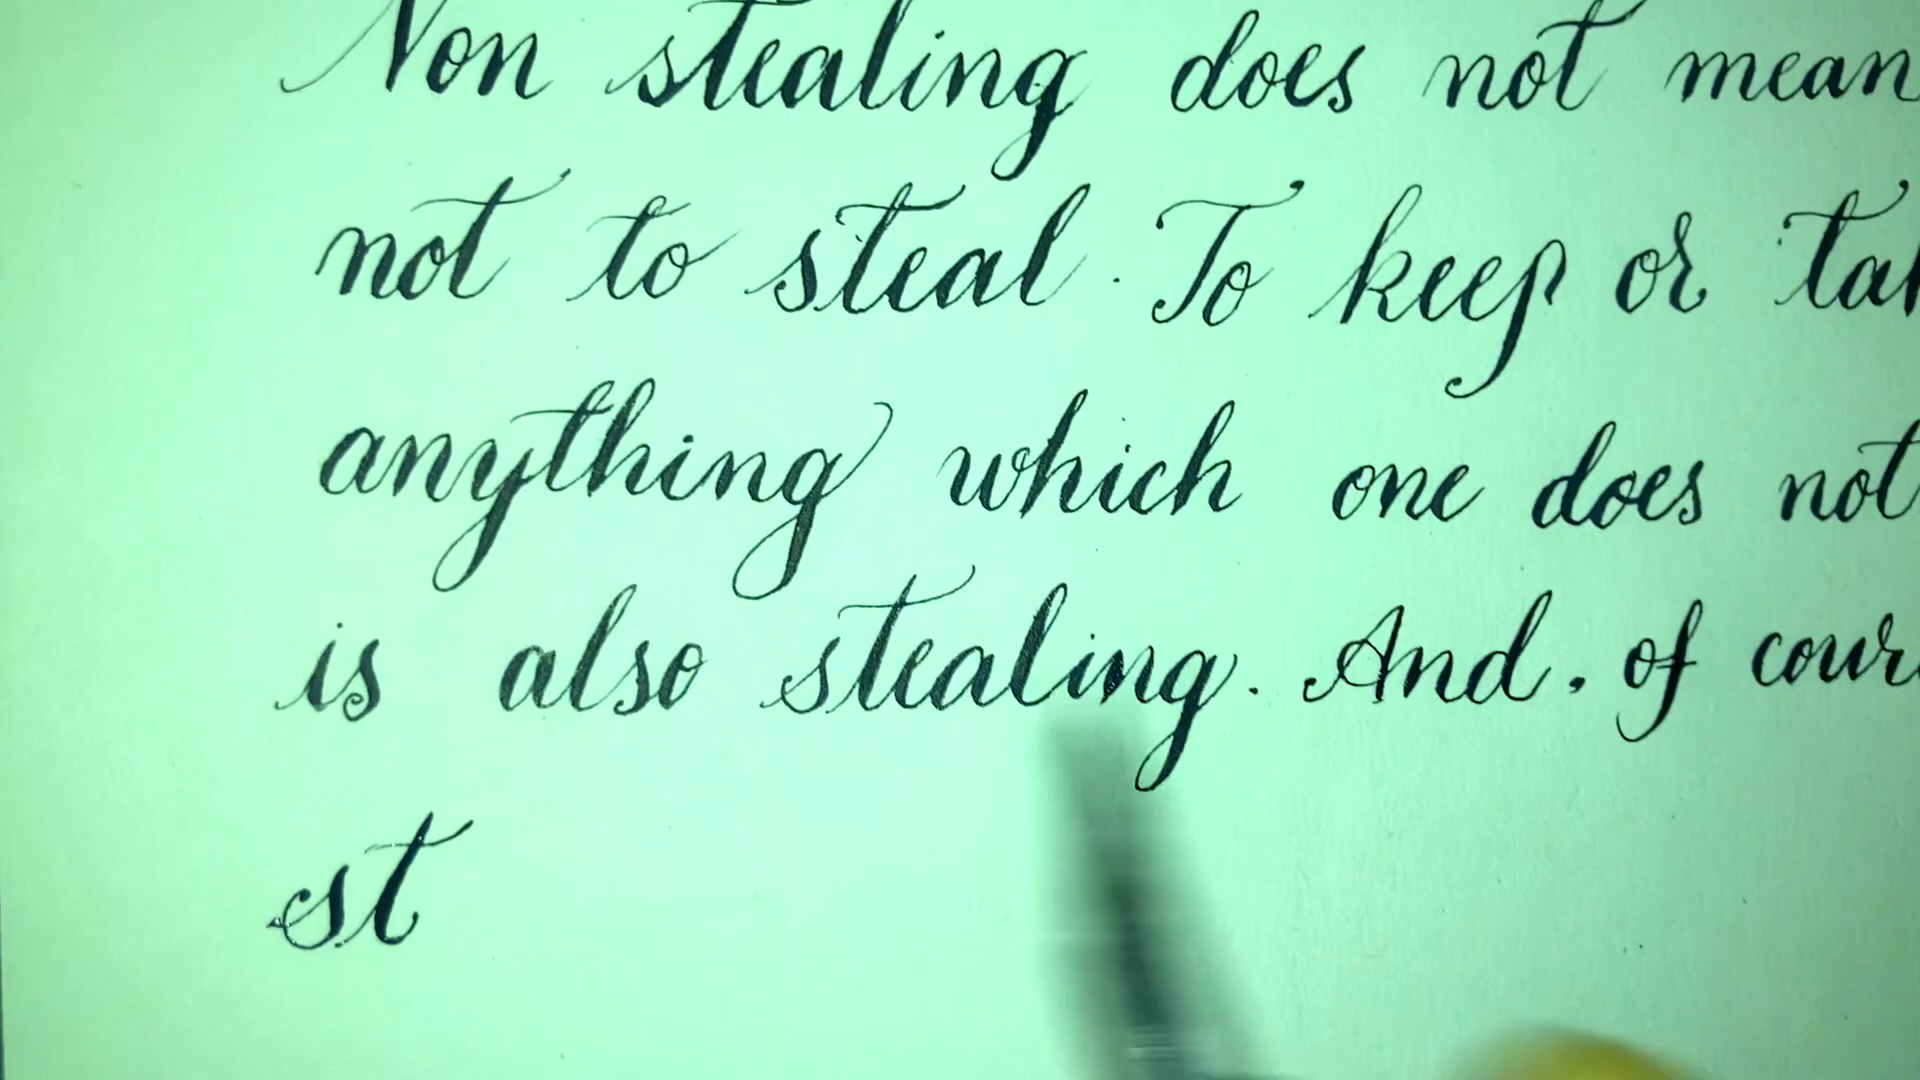 Non stealing does not mean
not to steal. To keep or
anything which one does not
is also stealing. And. of
st